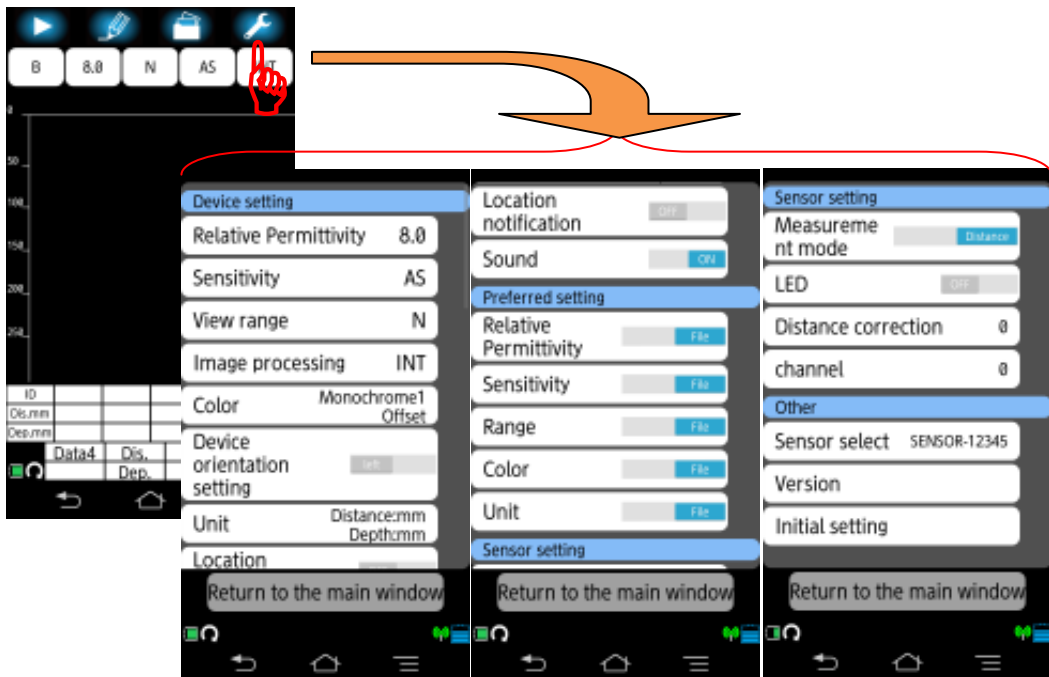 B 8.0 N AS
0
50
100
150
200
250
ID
Dis.mm
Dep.mm
Data4 Dis.
Dep.
Device setting
Relative Permittivity 8.0
Sensitivity AS
View range N
Image processing INT
Color Monochrome1
Offset
Device
orientation
setting left
Unit Distance:mm
Depth:mm
Location
Return to the main window
Location
notification OFF
Sound ON
Preferred setting
Relative
Permittivity File
Sensitivity File
Range File
Color File
Unit File
Sensor setting
Return to the main window
Sensor setting
Measureme
nt mode Distance
LED OFF
Distance correction 0
channel 0
Other
Sensor select SENSOR-12345
Version
Initial setting
Return to the main window